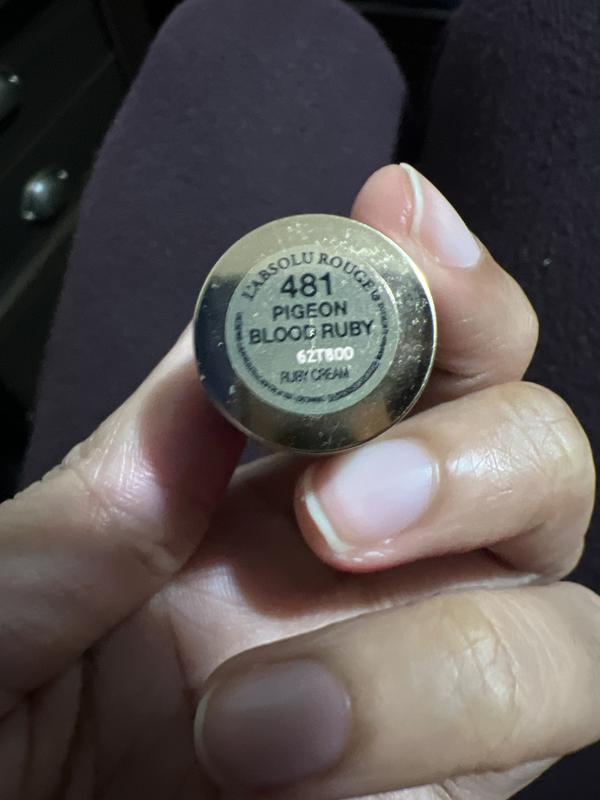 L'ABSOLU ROUGE
481
PIGEON
BLOOD RUBY
62T800
RUBY CREAM